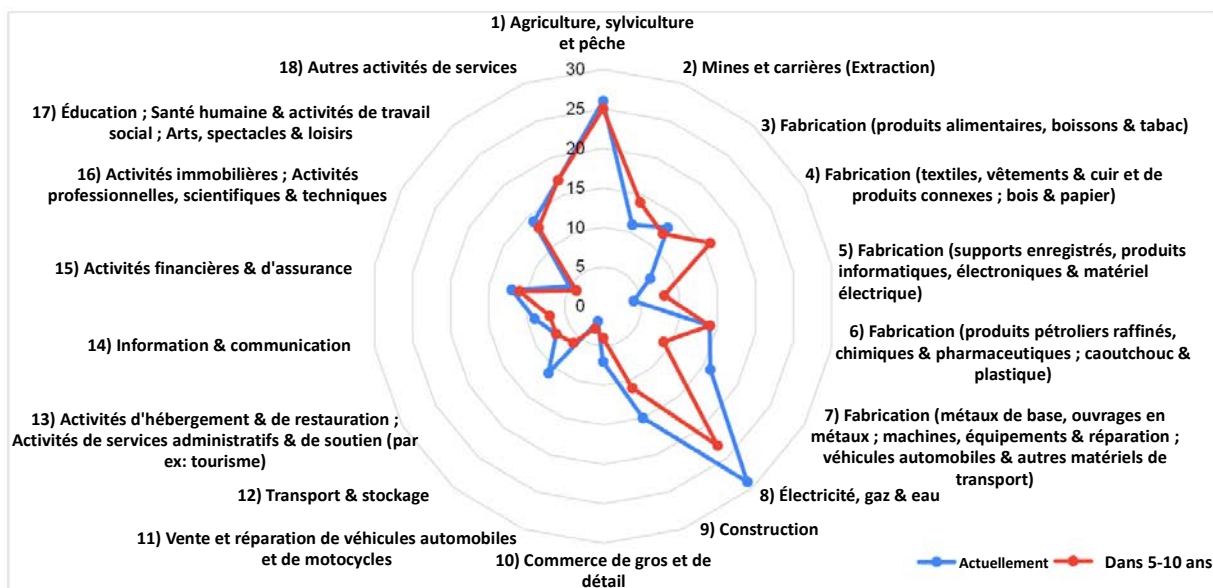 1) Agriculture, sylviculture
et pêche
2) Mines et carrières (Extraction)
3) Fabrication (produits alimentaires, boissons & tabac)
4) Fabrication (textiles, vêtements & cuir et de
produits connexes ; bois & papier)
5) Fabrication (supports enregistrés, produits
informatiques, électroniques & matériel
électrique)
6) Fabrication (produits pétroliers raffinés,
chimiques & pharmaceutiques ; caoutchouc &
plastique)
7) Fabrication (métaux de base, ouvrages en
métaux ; machines, équipements & réparation ;
véhicules automobiles & autres matériels de
transport)
8) Électricité, gaz & eau
9) Construction
10) Commerce de gros et de
détail
11) Vente et réparation de véhicules automobiles
et de motocycles
12) Transport & stockage
13) Activités d'hébergement & de restauration ;
Activités de services administratifs & de soutien (par
ex: tourisme)
14) Information & communication
15) Activités financières & d'assurance
16) Activités immobilières ; Activités
professionnelles, scientifiques & techniques
17) Éducation ; Santé humaine & activités de travail
social ; Arts, spectacles & loisirs
18) Autres activités de services
30
25
20
15
10
5
0
Actuellement
Dans 5-10 ans